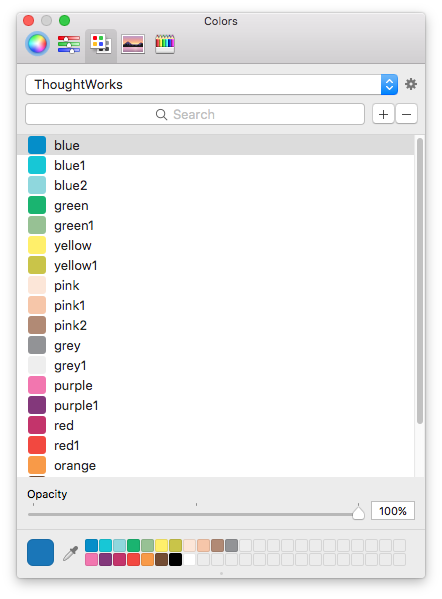 Colors
ThoughtWorks
Search
blue
blue1
blue2
green
green1
yellow
yellow1
pink
pink1
pink2
grey
grey1
purple
purple1
red
red1
orange
Opacity
100%